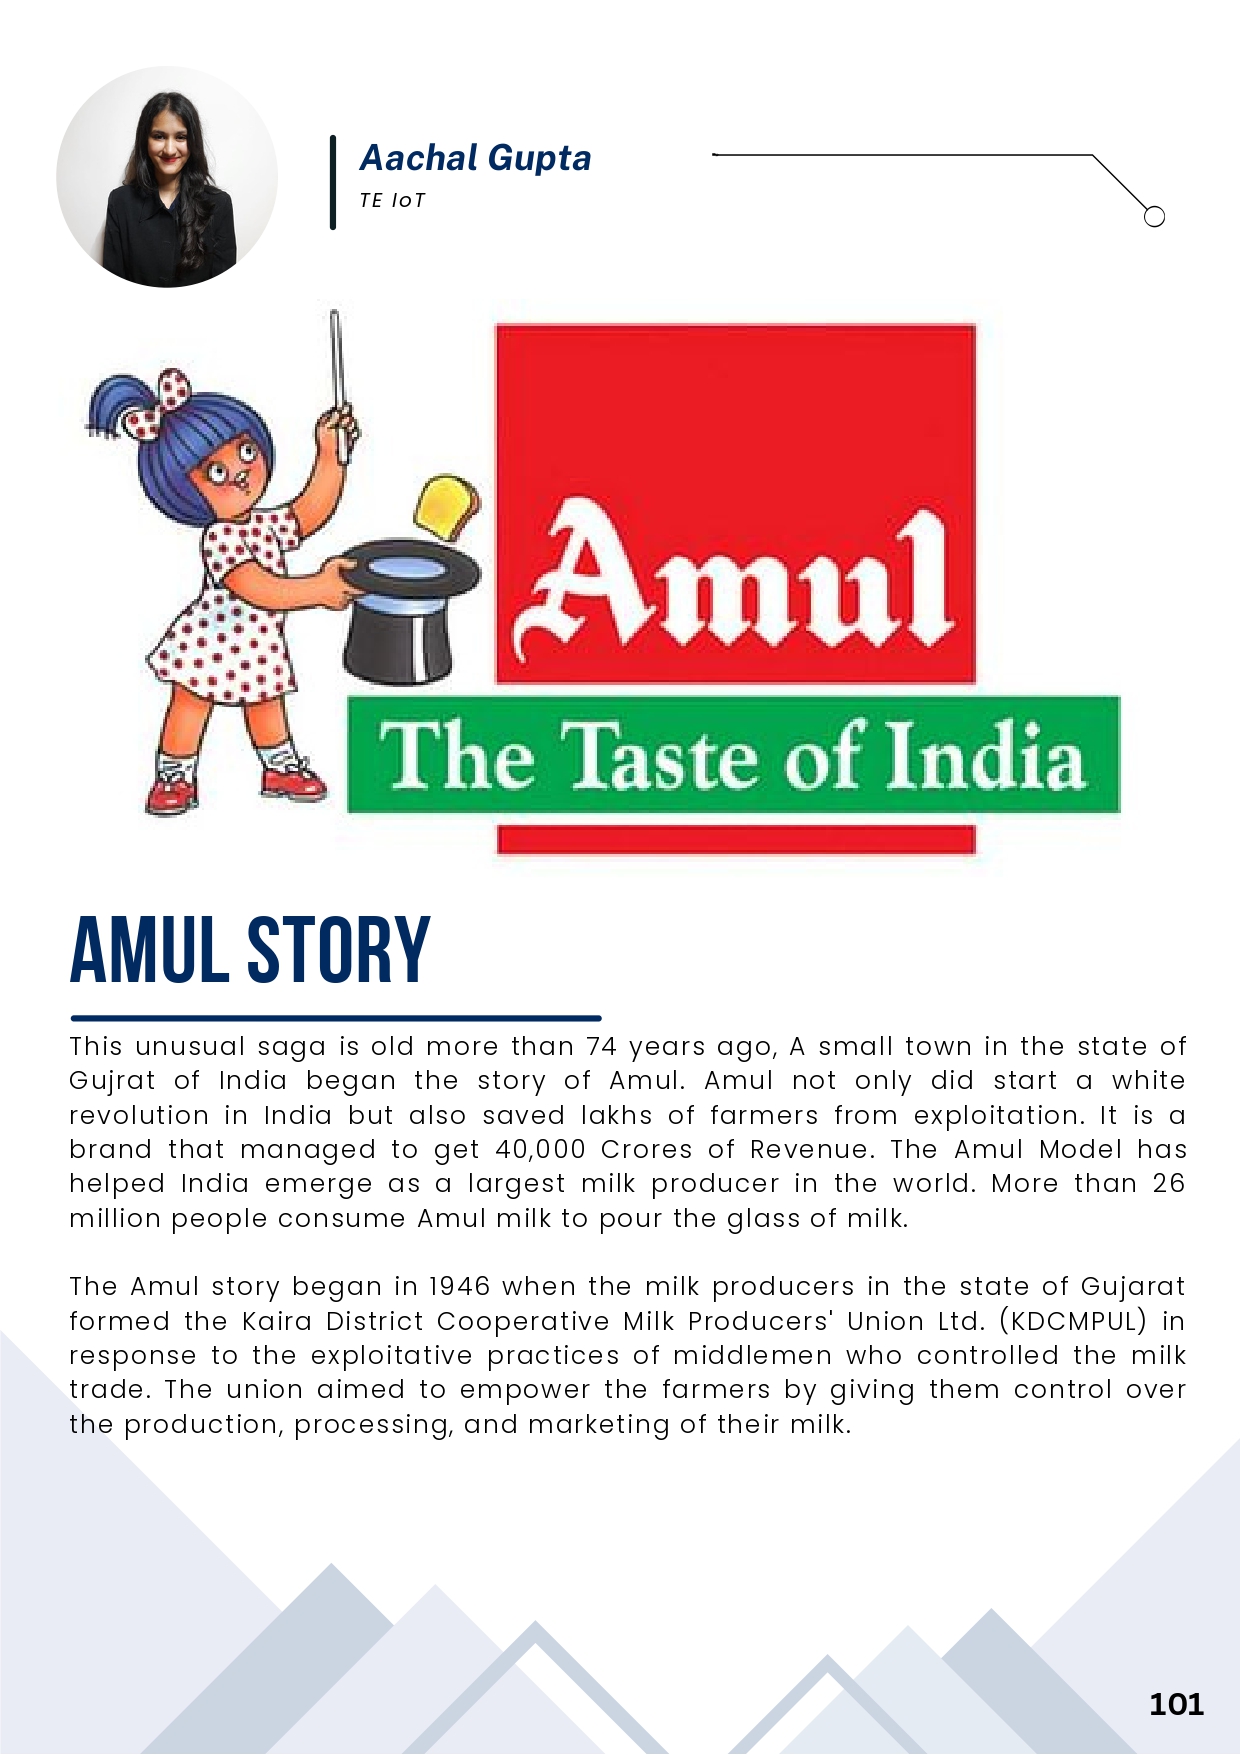 Aachal Gupta
TE IoT
Amul
The Taste of India
AMUL STORY
This unusual saga is old more than 74 years ago, A small town in the state of
Gujrat of India began the story of Amul. Amul not only did start a white
revolution in India but also saved lakhs of farmers from exploitation. It is a
brand that managed to get 40,000 Crores of Revenue. The Amul Model has
helped India emerge as a largest milk producer in the world. More than 26
million people consume Amul milk to pour the glass of milk.
The Amul story began in 1946 when the milk producers in the state of Gujarat
formed the Kaira District Cooperative Milk Producers' Union Ltd. (KDCMPUL) in
response to the exploitative practices of middlemen who controlled the milk
trade. The union aimed to empower the farmers by giving them control over
the production, processing, and marketing of their milk.
101